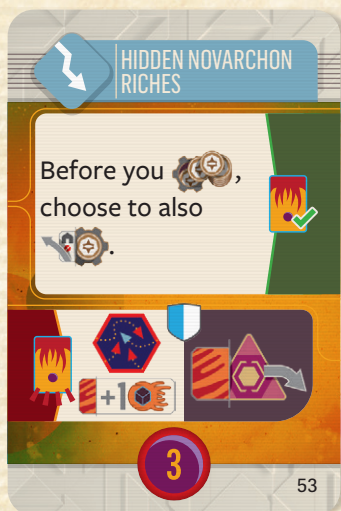 HIDDEN NOVARCHON
RICHES
Before you ,
choose to also
.
+1
3
53